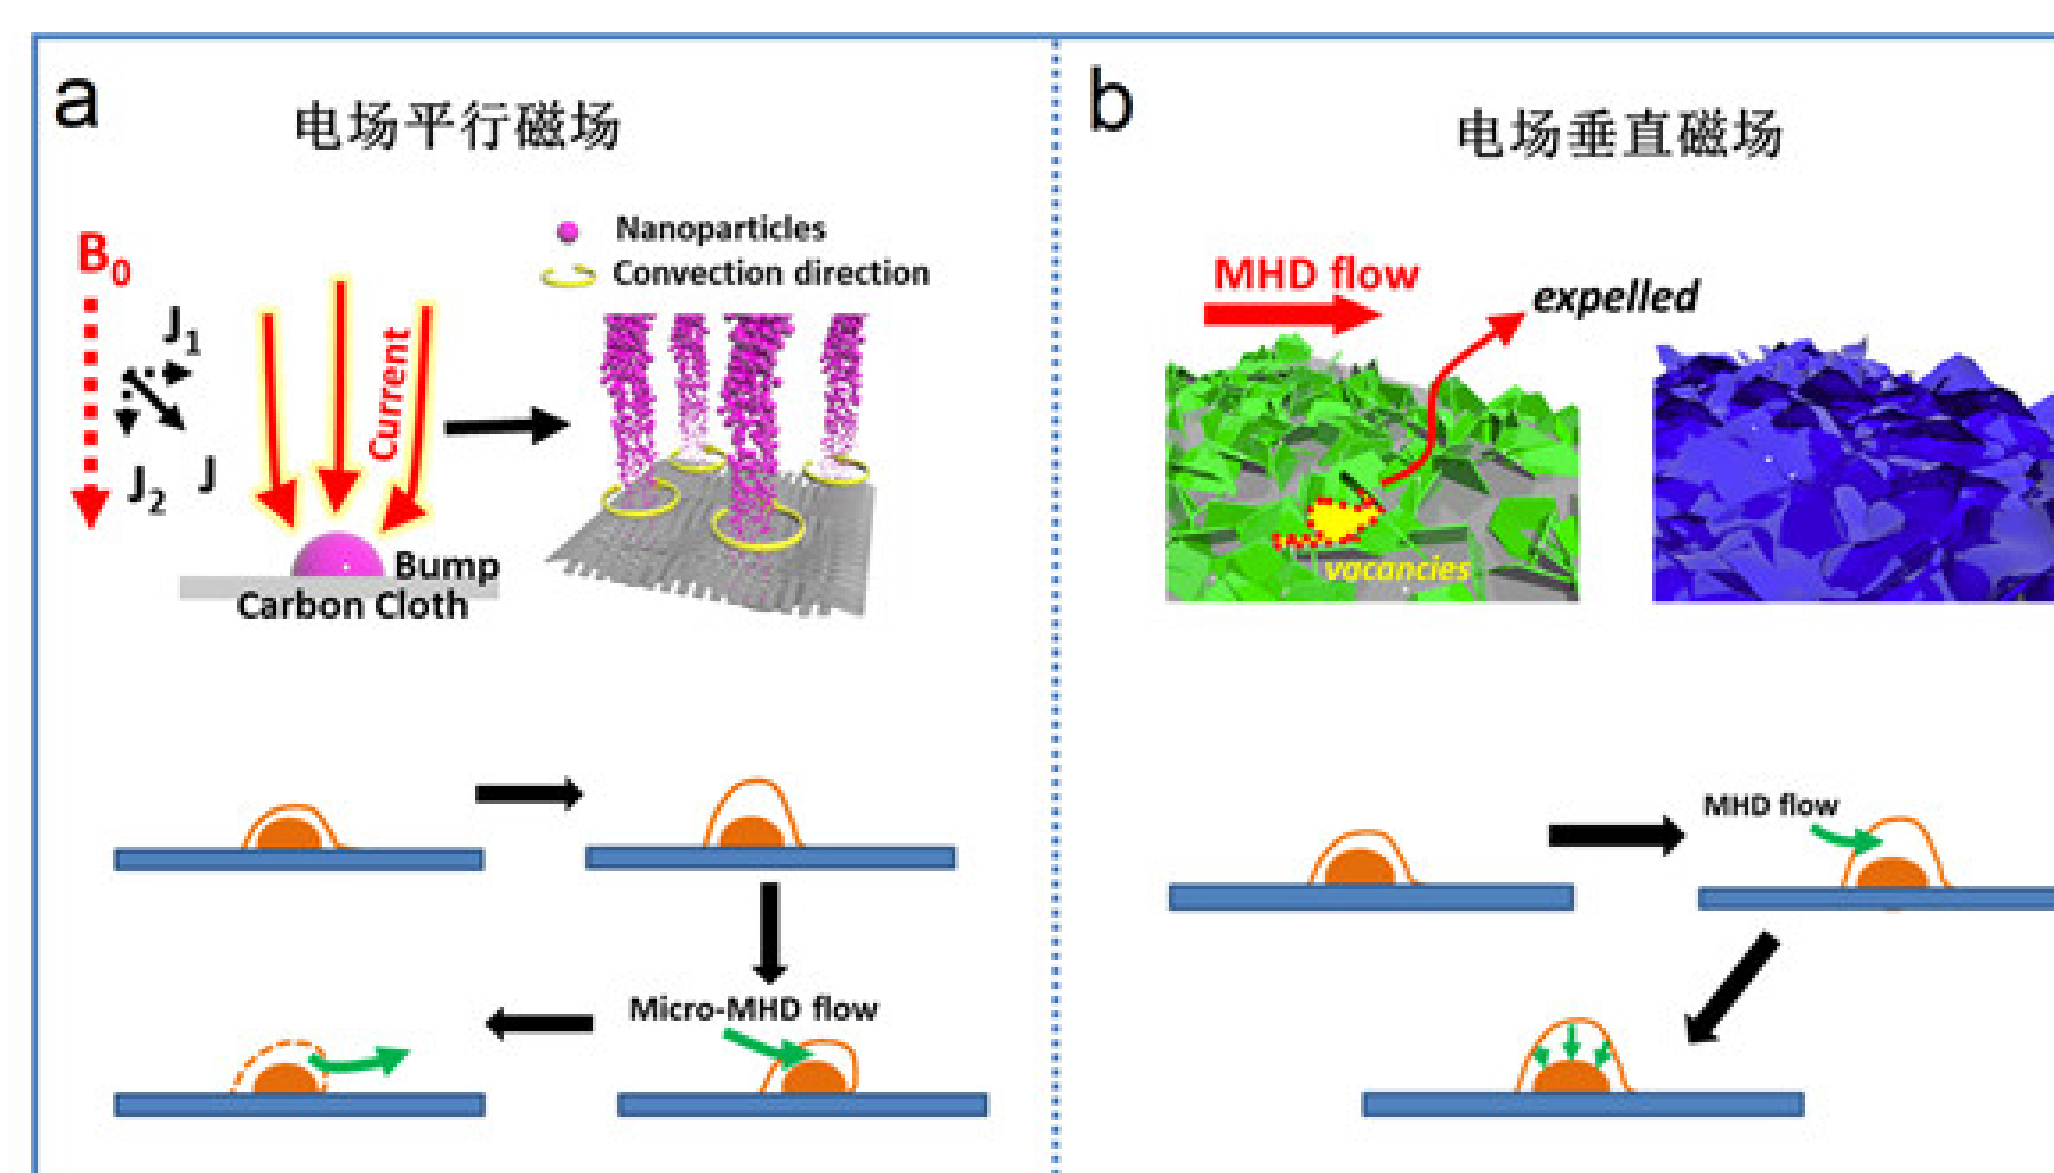 a
电场平行磁场
B0
J1
J2
J
Current
Nanoparticles
Convection direction
Bump
Carbon Cloth
Micro-MHD flow
b
电场垂直磁场
MHD flow
expelled
vacancies
MHD flow